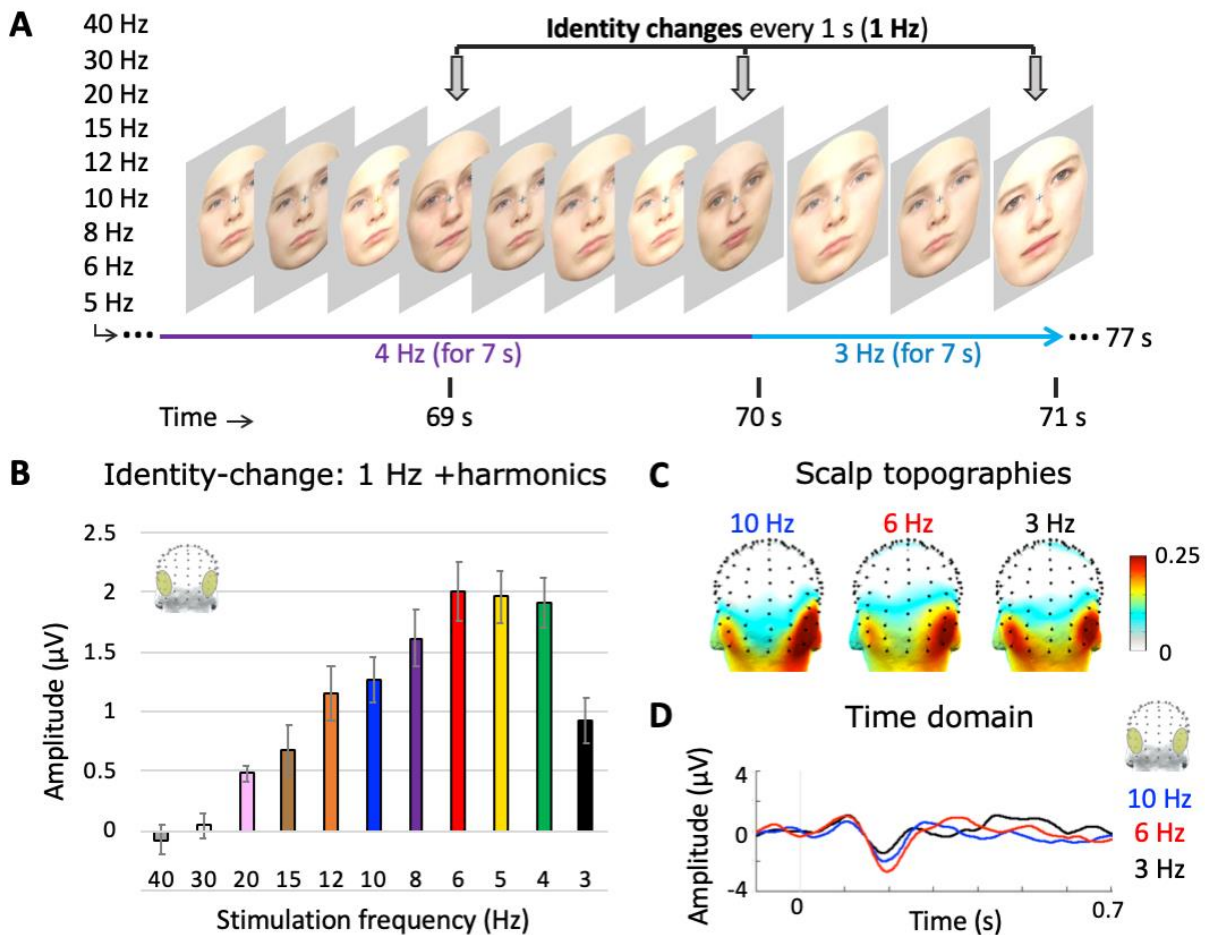 A
40 Hz
30 Hz
20 Hz
15 Hz
12 Hz
10 Hz
8 Hz
6 Hz
5 Hz
Identity changes every 1 s (1 Hz)
... 77 s
4 Hz (for 7 s)
3 Hz (for 7 s)
Time → 69 s 70 s 71 s
B Identity-change: 1 Hz +harmonics
Amplitude (μV)
2.5
2
1.5
1
0.5
0
40 30 20 15 12 10 8 6 5 4 3
Stimulation frequency (Hz)
C Scalp topographies
10 Hz 6 Hz 3 Hz
0.25
0
D Time domain
Amplitude (μV)
4
0
-4
0 0.7
Time (s)
10 Hz
6 Hz
3 Hz